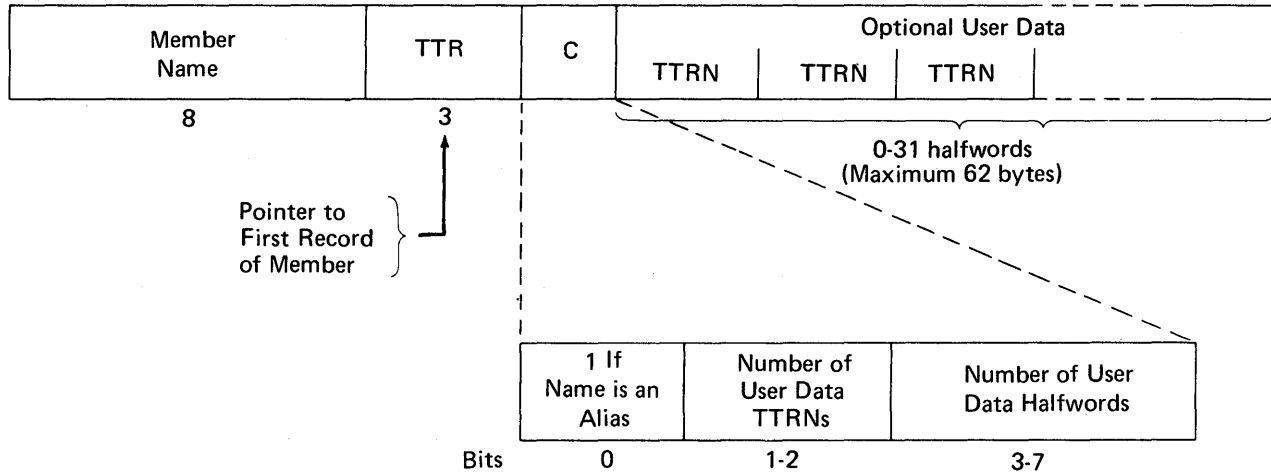 Member
Name
TTR
C
Optional User Data
TTRN
TTRN
TTRN
8
3
0-31 halfwords
(Maximum 62 bytes)
Pointer to
First Record
of Member
1 If
Name is an
Alias
Number of
User Data
TTRNs
Number of User
Data Halfwords
Bits
0
1-2
3-7